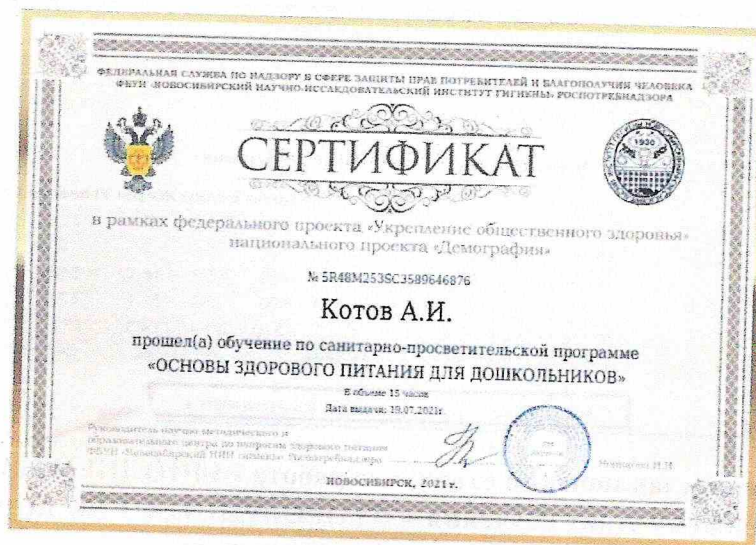 ФЕДЕРАЛЬНАЯ СЛУЖБА ПО НАДЗОРУ В СФЕРЕ ЗАЩИТЫ ПРАВ ПОТРЕБИТЕЛЕЙ И БЛАГОПОЛУЧИЯ ЧЕЛОВЕКА
ФБУН «НОВОСИБИРСКИЙ НАУЧНО-ИССЛЕДОВАТЕЛЬСКИЙ ИНСТИТУТ ГИГИЕНЫ» РОСПОТРЕБНАДЗОРА
1930
СЕРТИФИКАТ
в рамках федерального проекта «Укрепление общественного здоровья»
национального проекта «Демография»
№ 5R48M253SC3589646876
Котов А.И.
прошел(а) обучение по санитарно-просветительской программе
«ОСНОВЫ ЗДОРОВОГО ПИТАНИЯ ДЛЯ ДОШКОЛЬНИКОВ»
В объеме 15 часов
Дата выдачи: 19.07.2021г.
Руководитель научно методического и
образовательного центра по вопросам здорового питания
ФБУН «Новосибирский НИИ гигиены» Роспотребнадзора
И.И.
НОВОСИБИРСК, 2021 г.